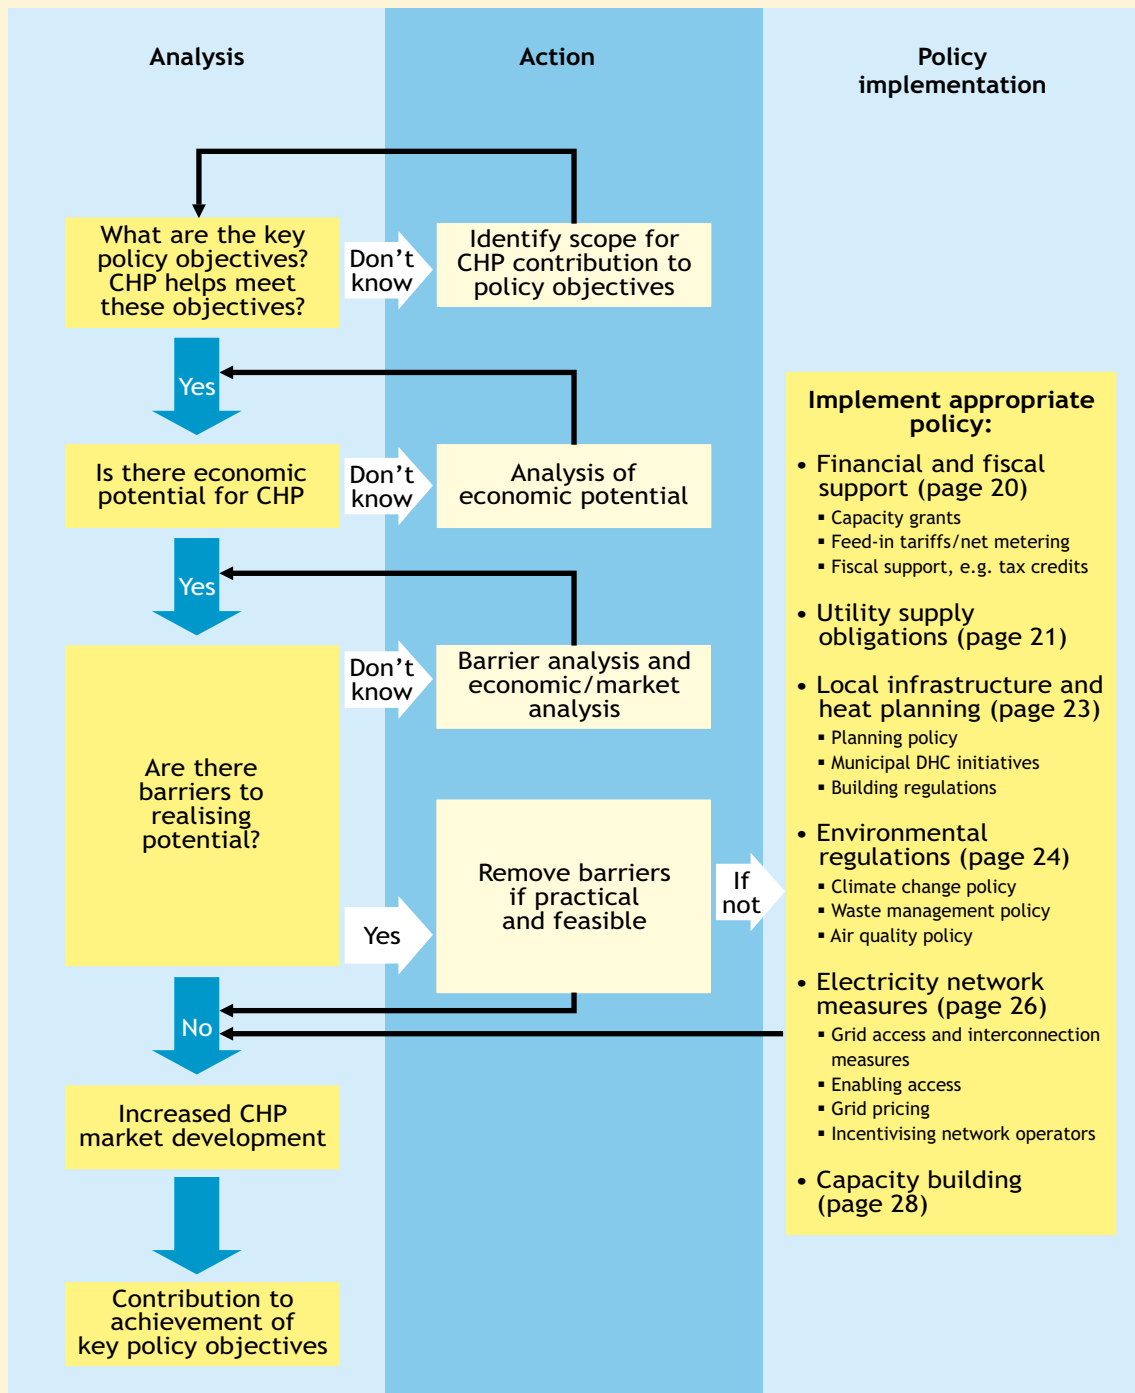 Analysis
Action
Policy
implementation
What are the key
policy objectives?
CHP helps meet
these objectives?
Don't
know
Identify scope for
CHP contribution to
policy objectives
Yes
Is there economic
potential for CHP
Don't
know
Analysis of
economic potential
Yes
Are there
barriers to
realising
potential?
Don't
know
Barrier analysis and
economic/market
analysis
Yes
Remove barriers
if practical
and feasible
If
not
No
Increased CHP
market development
Contribution to
achievement of
key policy objectives
Implement appropriate
policy:
• Financial and fiscal
support (page 20)
▪ Capacity grants
▪ Feed-in tariffs/net metering
▪ Fiscal support, e.g. tax credits
• Utility supply
obligations (page 21)
• Local infrastructure and
heat planning (page 23)
▪ Planning policy
▪ Municipal DHC initiatives
▪ Building regulations
• Environmental
regulations (page 24)
▪ Climate change policy
▪ Waste management policy
▪ Air quality policy
• Electricity network
measures (page 26)
▪ Grid access and interconnection
measures
▪ Enabling access
▪ Grid pricing
▪ Incentivising network operators
• Capacity building
(page 28)